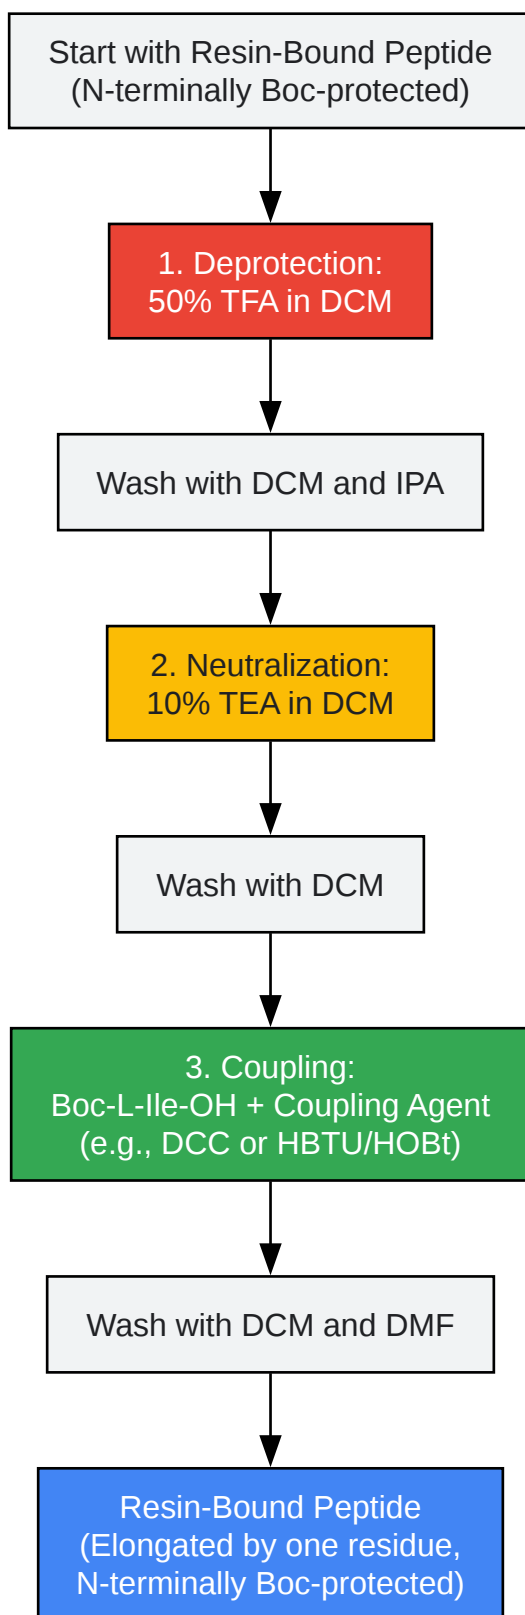 Start with Resin-Bound Peptide
(N-terminally Boc-protected)
1. Deprotection:
50% TFA in DCM
Wash with DCM and IPA
2. Neutralization:
10% TEA in DCM
Wash with DCM
3. Coupling:
Boc-L-Ile-OH + Coupling Agent
(e.g., DCC or HBTU/HOBt)
Wash with DCM and DMF
Resin-Bound Peptide
(Elongated by one residue,
N-terminally Boc-protected)